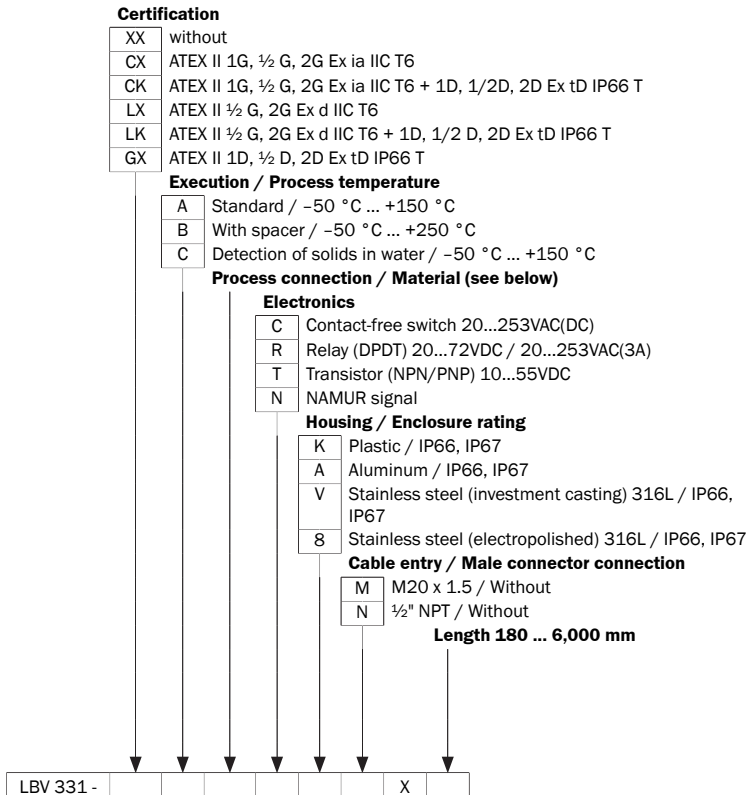 Certification
XX without
CX ATEX II 1G, ½ G, 2G Ex ia IIC T6
CK ATEX II 1G, ½ G, 2G Ex ia IIC T6 + 1D, 1/2D, 2D Ex tD IP66 T
LX ATEX II ½ G, 2G Ex d IIC T6
LK ATEX II ½ G, 2G Ex d IIC T6 + 1D, 1/2 D, 2D Ex tD IP66 T
GX ATEX II 1D, ½ D, 2D Ex tD IP66 T
Execution / Process temperature
A Standard / –50 °C ... +150 °C
B With spacer / –50 °C ... +250 °C
C Detection of solids in water / –50 °C ... +150 °C
Process connection / Material (see below)
Electronics
C Contact-free switch 20...253VAC(DC)
R Relay (DPDT) 20...72VDC / 20...253VAC(3A)
T Transistor (NPN/PNP) 10...55VDC
N NAMUR signal
Housing / Enclosure rating
K Plastic / IP66, IP67
A Aluminum / IP66, IP67
V Stainless steel (investment casting) 316L / IP66,
IP67
8 Stainless steel (electropolished) 316L / IP66, IP67
Cable entry / Male connector connection
M M20 x 1.5 / Without
N ½" NPT / Without
Length 180 ... 6,000 mm
LBV 331 - X